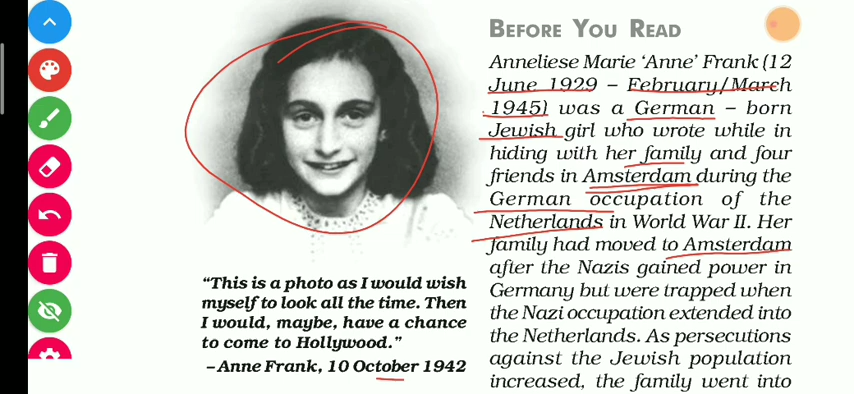 BEFORE YOU READ
Anneliese Marie ‘Anne’ Frank (12
June 1929 – February/March
1945) was a German – born
Jewish girl who wrote while in
hiding with her family and four
friends in Amsterdam during the
German occupation of the
Netherlands in World War II. Her
family had moved to Amsterdam
after the Nazis gained power in
Germany but were trapped when
the Nazi occupation extended into
the Netherlands. As persecutions
against the Jewish population
increased, the family went into
“This is a photo as I would wish
myself to look all the time. Then
I would, maybe, have a chance
to come to Hollywood.”
–Anne Frank, 10 October 1942